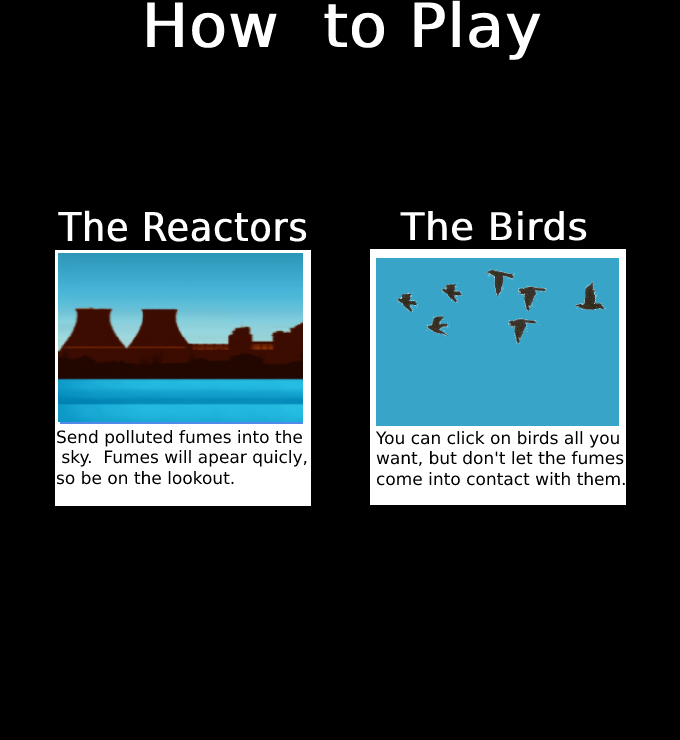 How to Play
The Reactors
Send polluted fumes into the
sky. Fumes will apear quicly,
so be on the lookout.
The Birds
You can click on birds all you
want, but don't let the fumes
come into contact with them.